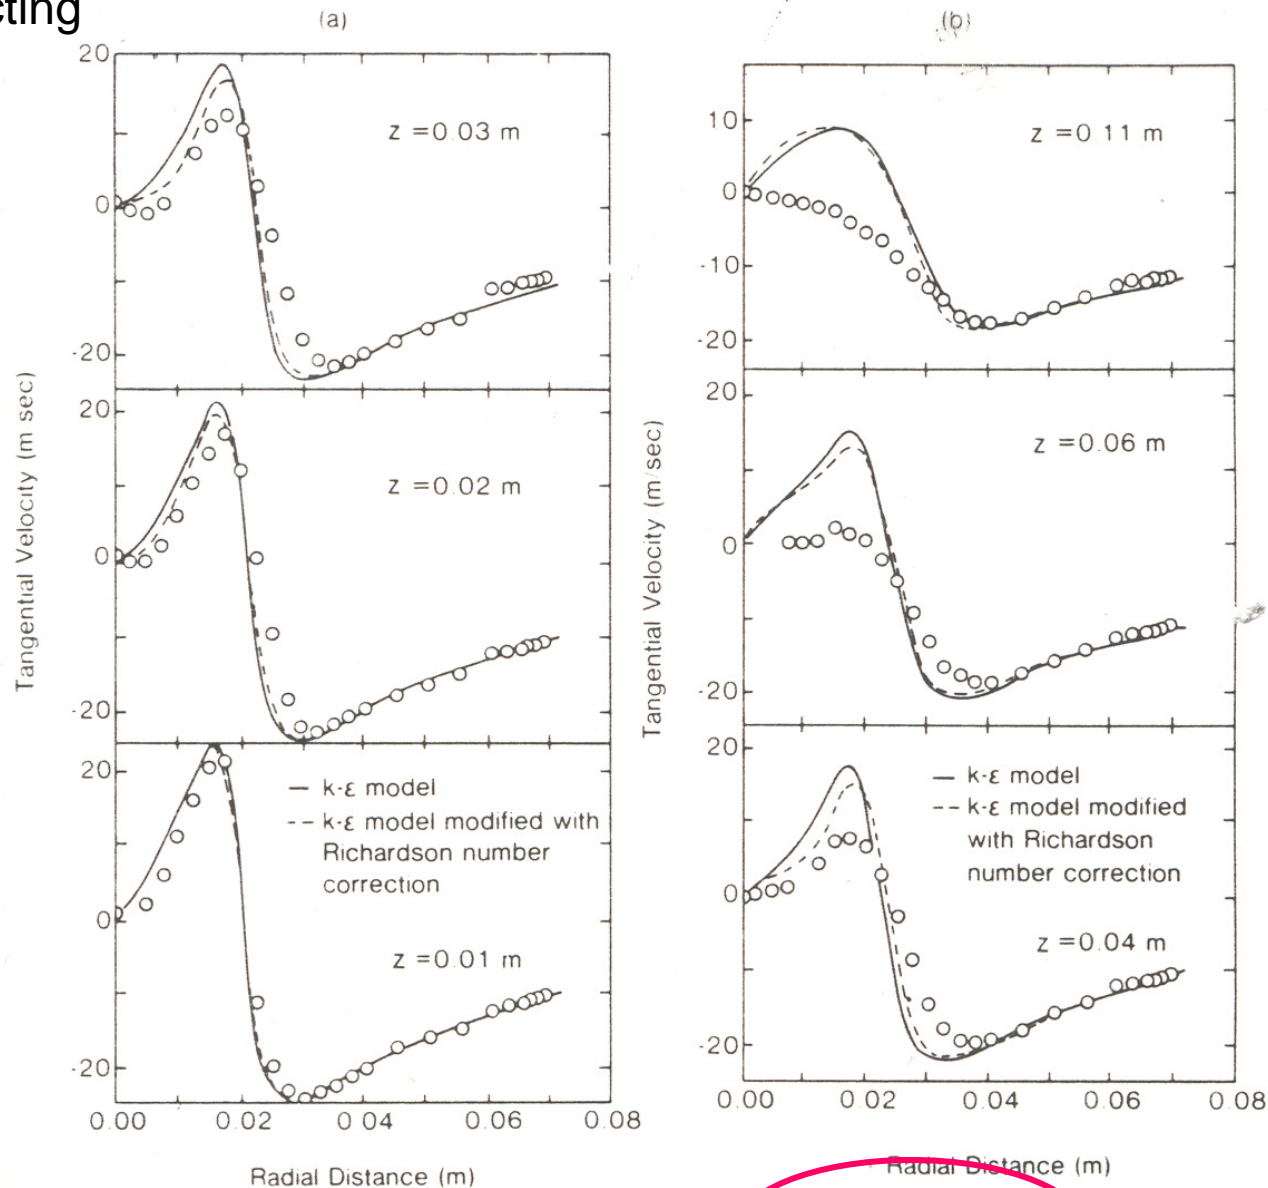 cting
(a)
20
0
-20
z = 0.03 m
20
0
-20
z = 0.02 m
20
0
-20
— k-ε model
-- k-ε model modified with
Richardson number
correction
z = 0.01 m
0.00 0.02 0.04 0.06 0.08
Radial Distance (m)
Tangential Velocity (m sec)
(b)
10
0
-10
-20
z = 0.11 m
20
0
-20
z = 0.06 m
20
0
-20
— k-ε model
-- k-ε model modified
with Richardson
number correction
z = 0.04 m
0.00 0.02 0.04 0.06 0.08
Radial Distance (m)
Tangential Velocity (m/sec)